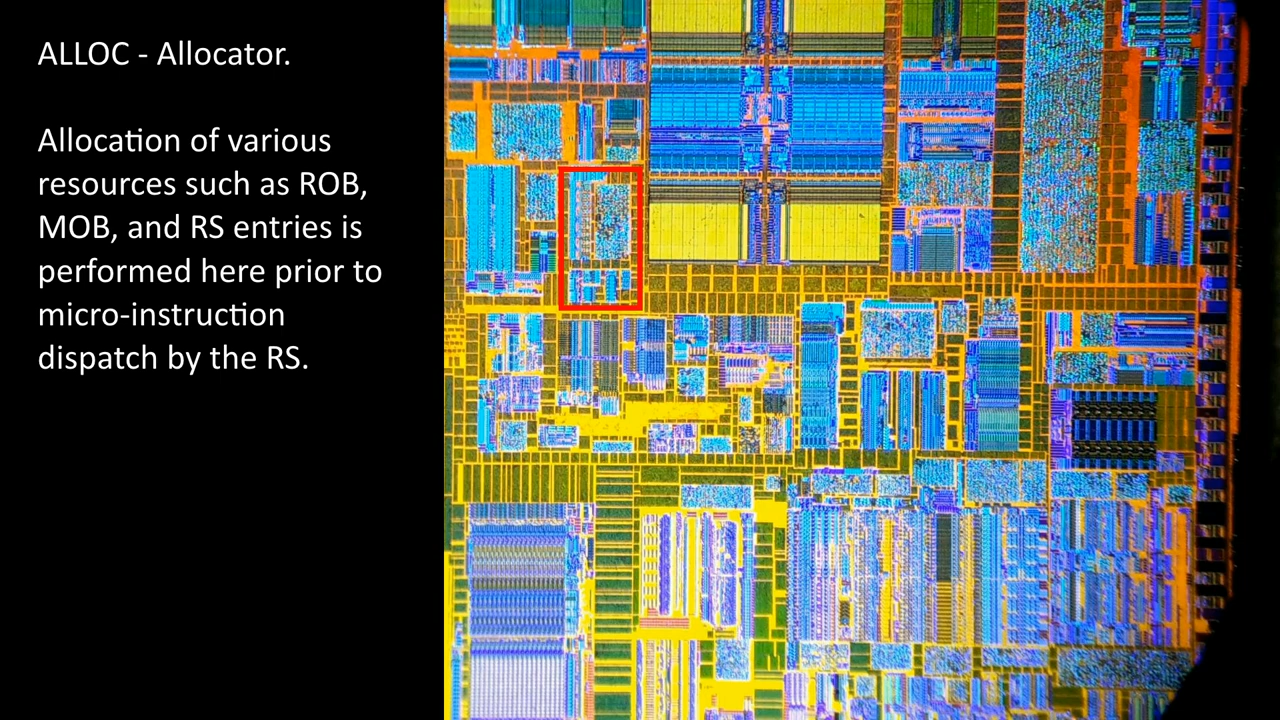 ALLOC - Allocator.
Allocation of various
resources such as ROB,
MOB, and RS entries is
performed here prior to
micro-instruction
dispatch by the RS.